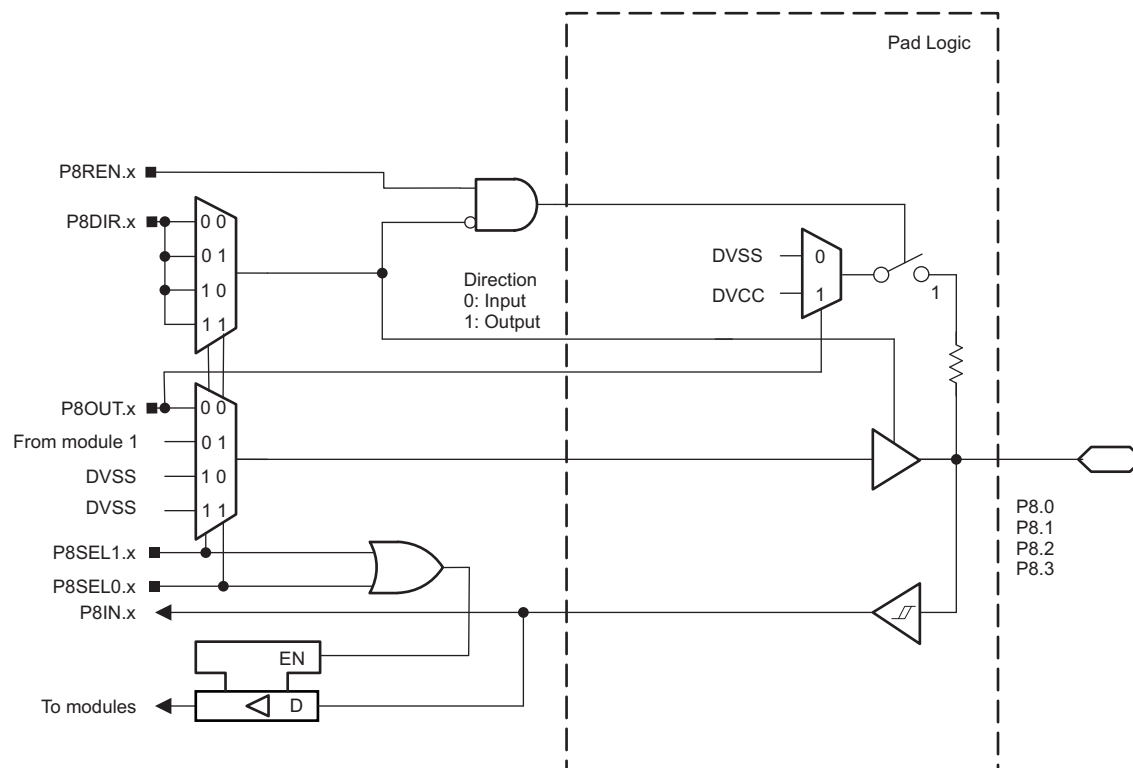 Pad Logic
P8REN.x
P8DIR.x
0 0
0 1
1 0
1 1
Direction
0: Input
1: Output
DVSS
0
DVCC
1
1
P8OUT.x
0 0
From module 1
0 1
DVSS
1 0
DVSS
1 1
P8.0
P8.1
P8.2
P8.3
P8SEL1.x
P8SEL0.x
P8IN.x
EN
To modules
D